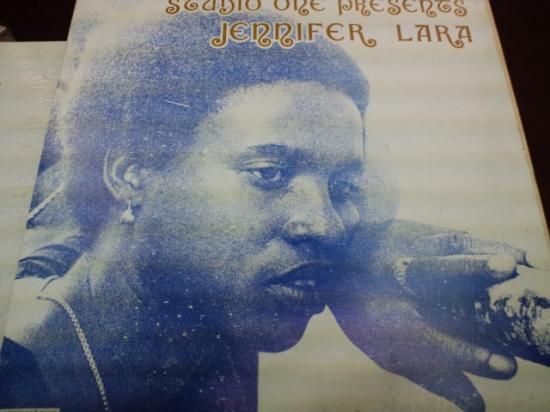 STUDIO ONE PRESENTS
JENNIFER LARA